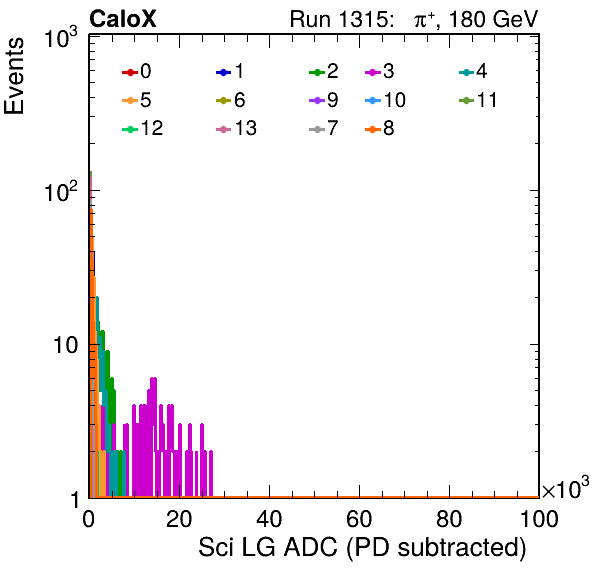 CaloX Run 1315: π⁺, 180 GeV
Events
10³
10²
10
1
0 1 2 3 4
5 6 9 10 11
12 13 7 8
0 20 40 60 80 100
×10³
Sci LG ADC (PD subtracted)